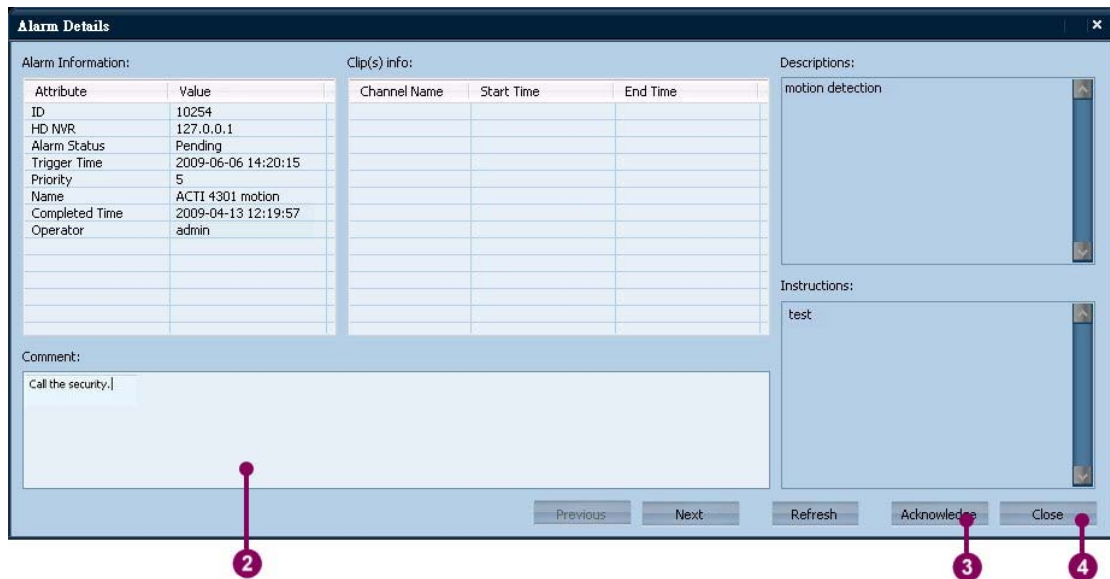 Alarm Details
Alarm Information:
Attribute Value
ID 10254
HD NVR 127.0.0.1
Alarm Status Pending
Trigger Time 2009-06-06 14:20:15
Priority 5
Name ACTI 4301 motion
Completed Time 2009-04-13 12:19:57
Operator admin
Clip(s) info:
Channel Name Start Time End Time
Descriptions:
motion detection
Instructions:
test
Comment:
Call the security.
Previous Next Refresh Acknowledge Close
2 3 4